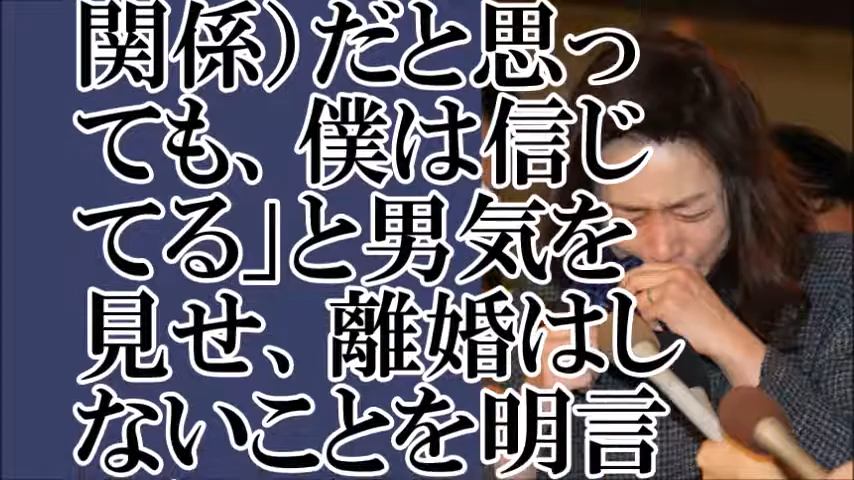 関係）だと思っ
ても、僕は信じ
てる」と男気を
見せ、離婚はし
ないことを明言